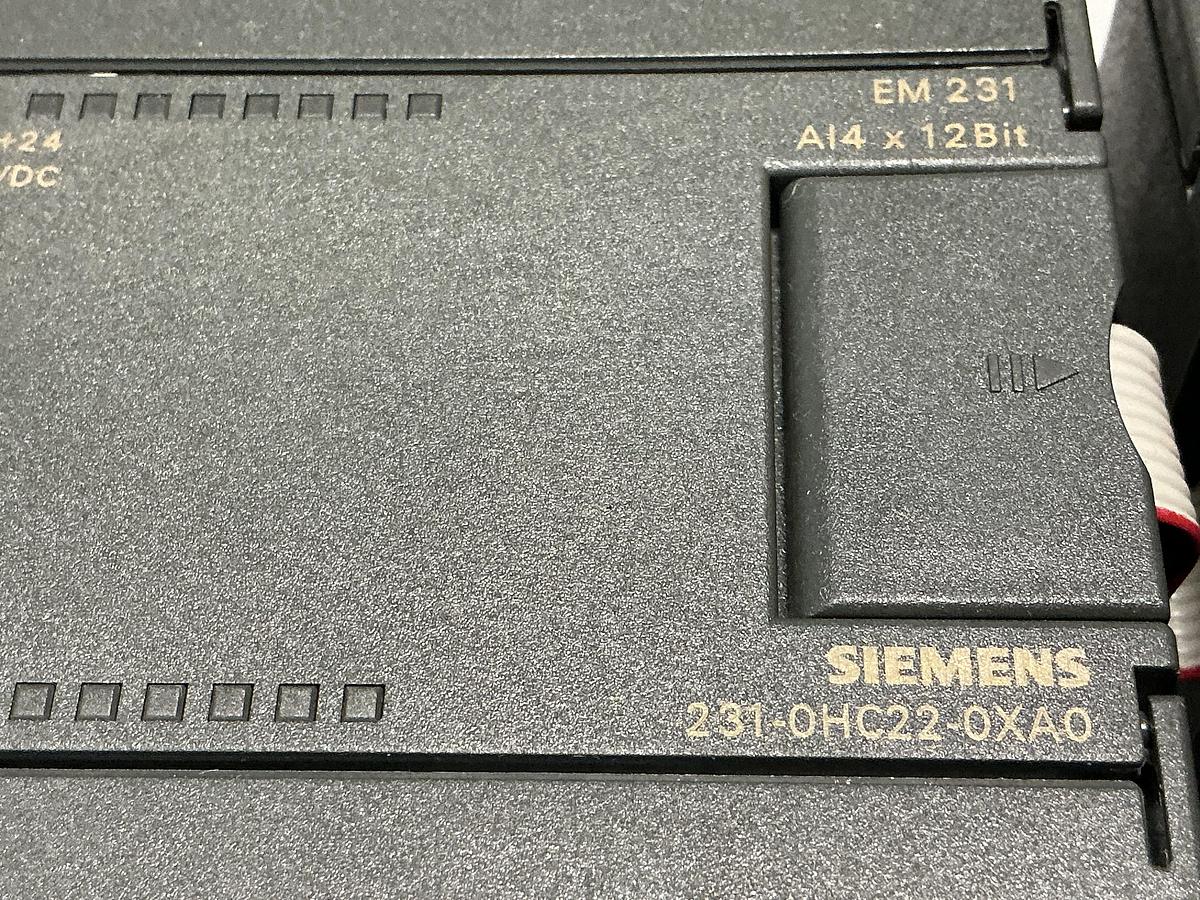 EM 231
AI4 x 12Bit
+24
VDC
SIEMENS
231-0HC22-0XA0